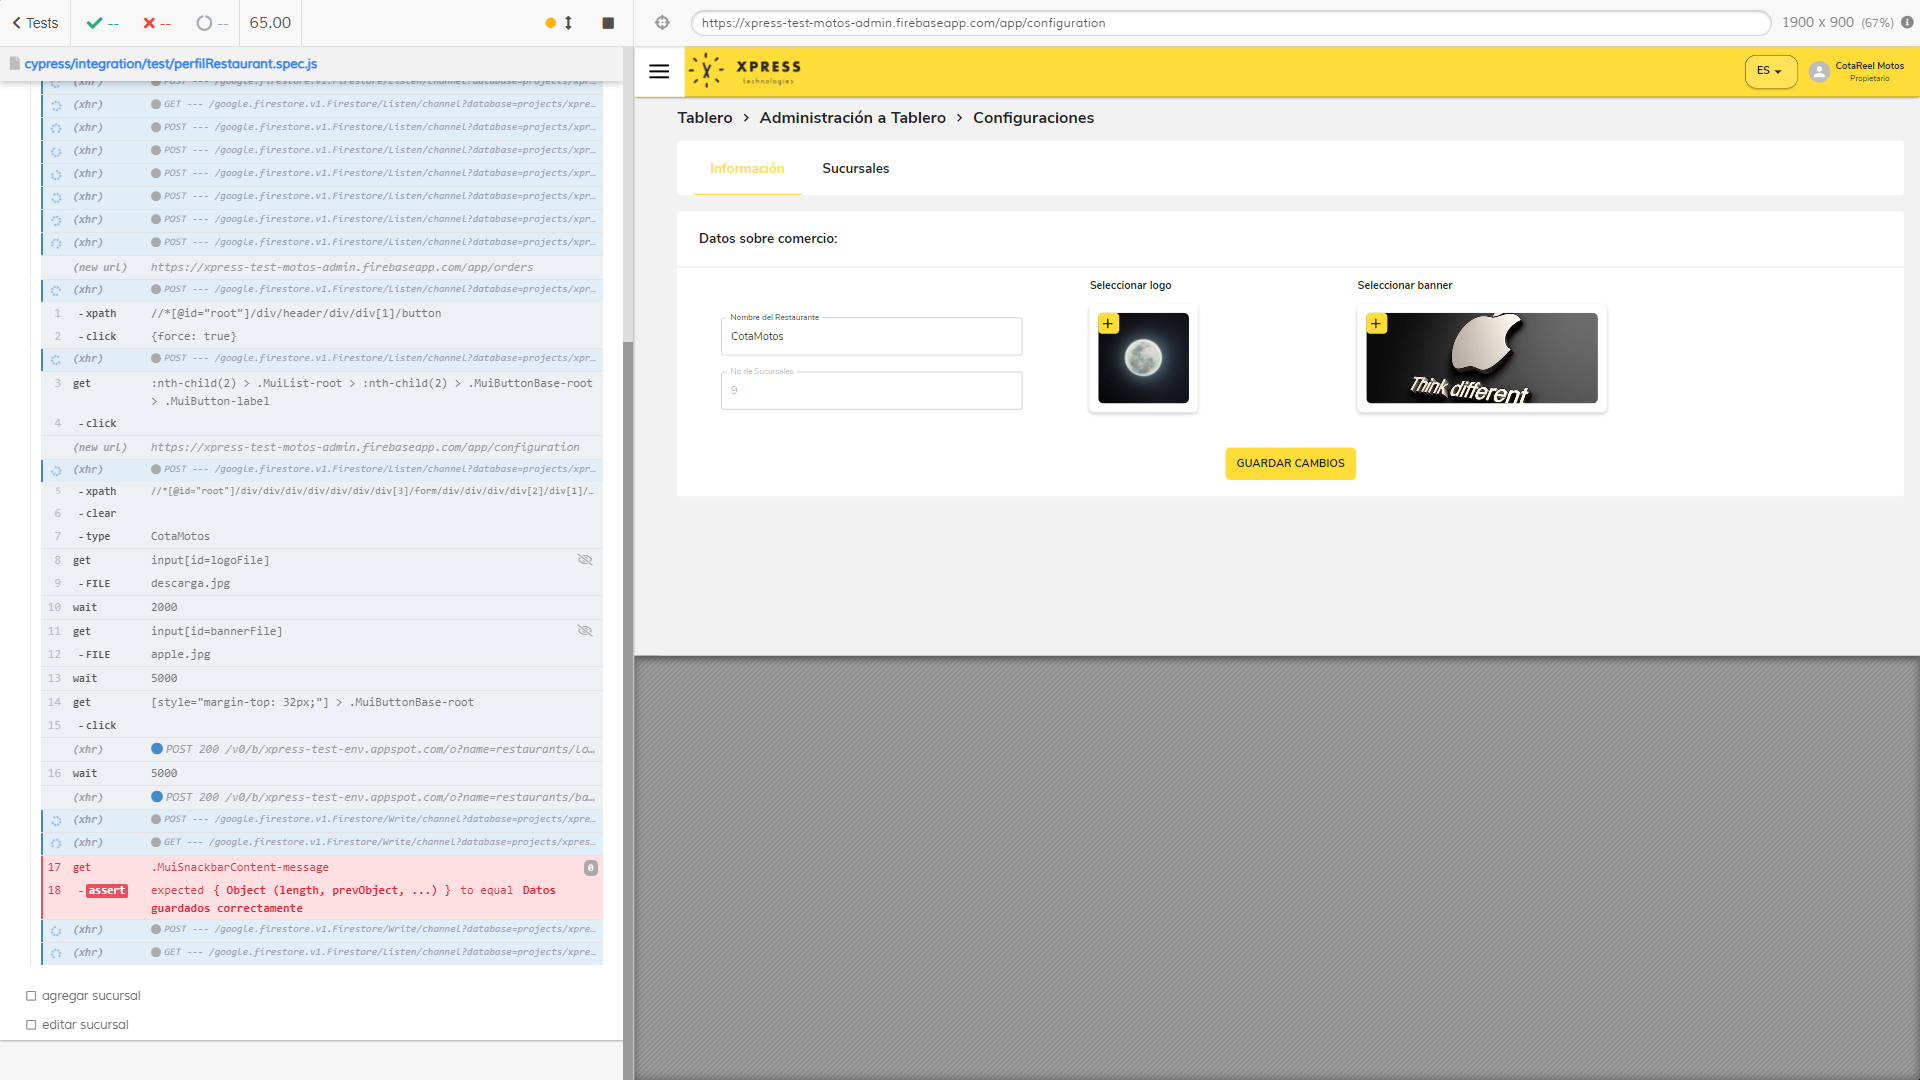 Tests
--
--
--
65.00
cypress/integration/test/perfilRestaurant.spec.js
(xhr) POST --- /google.firestore.v1.Firestore/Listen/channel?database=projects/xpr…
(xhr) GET --- /google.firestore.v1.Firestore/Listen/channel?database=projects/xpre…
(xhr) POST --- /google.firestore.v1.Firestore/Listen/channel?database=projects/xpr…
(xhr) POST --- /google.firestore.v1.Firestore/Listen/channel?database=projects/xpr…
(xhr) POST --- /google.firestore.v1.Firestore/Listen/channel?database=projects/xpr…
(xhr) POST --- /google.firestore.v1.Firestore/Listen/channel?database=projects/xpr…
(xhr) POST --- /google.firestore.v1.Firestore/Listen/channel?database=projects/xpr…
(xhr) POST --- /google.firestore.v1.Firestore/Listen/channel?database=projects/xpr…
(new url) https://xpress-test-motos-admin.firebaseapp.com/app/orders
(xhr) POST --- /google.firestore.v1.Firestore/Listen/channel?database=projects/xpr…
1 -xpath //*[@id="root"]/div/header/div/div[1]/button
2 -click {force: true}
(xhr) POST --- /google.firestore.v1.Firestore/Listen/channel?database=projects/xpr…
3 get :nth-child(2) > .MuiList-root > :nth-child(2) > .MuiButtonBase-root
> .MuiButton-label
4 -click
(new url) https://xpress-test-motos-admin.firebaseapp.com/app/configuration
(xhr) POST --- /google.firestore.v1.Firestore/Listen/channel?database=projects/xpr…
5 -xpath //*[@id="root"]/div/div/div/div/div/div/div[3]/form/div/div/div/div[2]/div[1]/…
6 -clear
7 -type CotaMotos
8 get input[id=logoFile]
9 -FILE descarga.jpg
10 wait 2000
11 get input[id=bannerFile]
12 -FILE apple.jpg
13 wait 5000
14 get [style="margin-top: 32px;"] > .MuiButtonBase-root
15 -click
(xhr) POST 200 /v0/b/xpress-test-env.appspot.com/o?name=restaurants/lo…
16 wait 5000
(xhr) POST 200 /v0/b/xpress-test-env.appspot.com/o?name=restaurants/ba…
(xhr) POST --- /google.firestore.v1.Firestore/Write/channel?database=projects/xpre…
(xhr) GET --- /google.firestore.v1.Firestore/Write/channel?database=projects/xpres…
17 get .MuiSnackbarContent-message 0
18 -assert expected { Object (length, prevObject, ...) } to equal Datos
guardados correctamente
(xhr) POST --- /google.firestore.v1.Firestore/Write/channel?database=projects/xpre…
(xhr) GET --- /google.firestore.v1.Firestore/Listen/channel?database=projects/xpre…
agregar sucursal
editar sucursal
https://xpress-test-motos-admin.firebaseapp.com/app/configuration
1900 x 900 (67%)
XPRESS
technologies
ES
CotaReel Motos
Propietario
Tablero > Administración a Tablero > Configuraciones
Información
Sucursales
Datos sobre comercio:
Nombre del Restaurante
CotaMotos
No de Sucursales
9
Seleccionar logo
+
Seleccionar banner
+
Think different
GUARDAR CAMBIOS